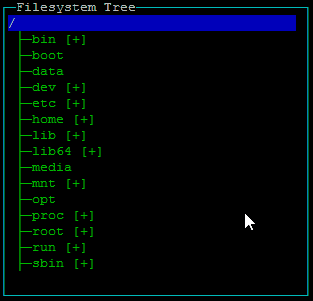 Filesystem Tree
/
bin [+]
boot
data
dev [+]
etc [+]
home [+]
lib [+]
lib64 [+]
media
mnt [+]
opt
proc [+]
root [+]
run [+]
sbin [+]